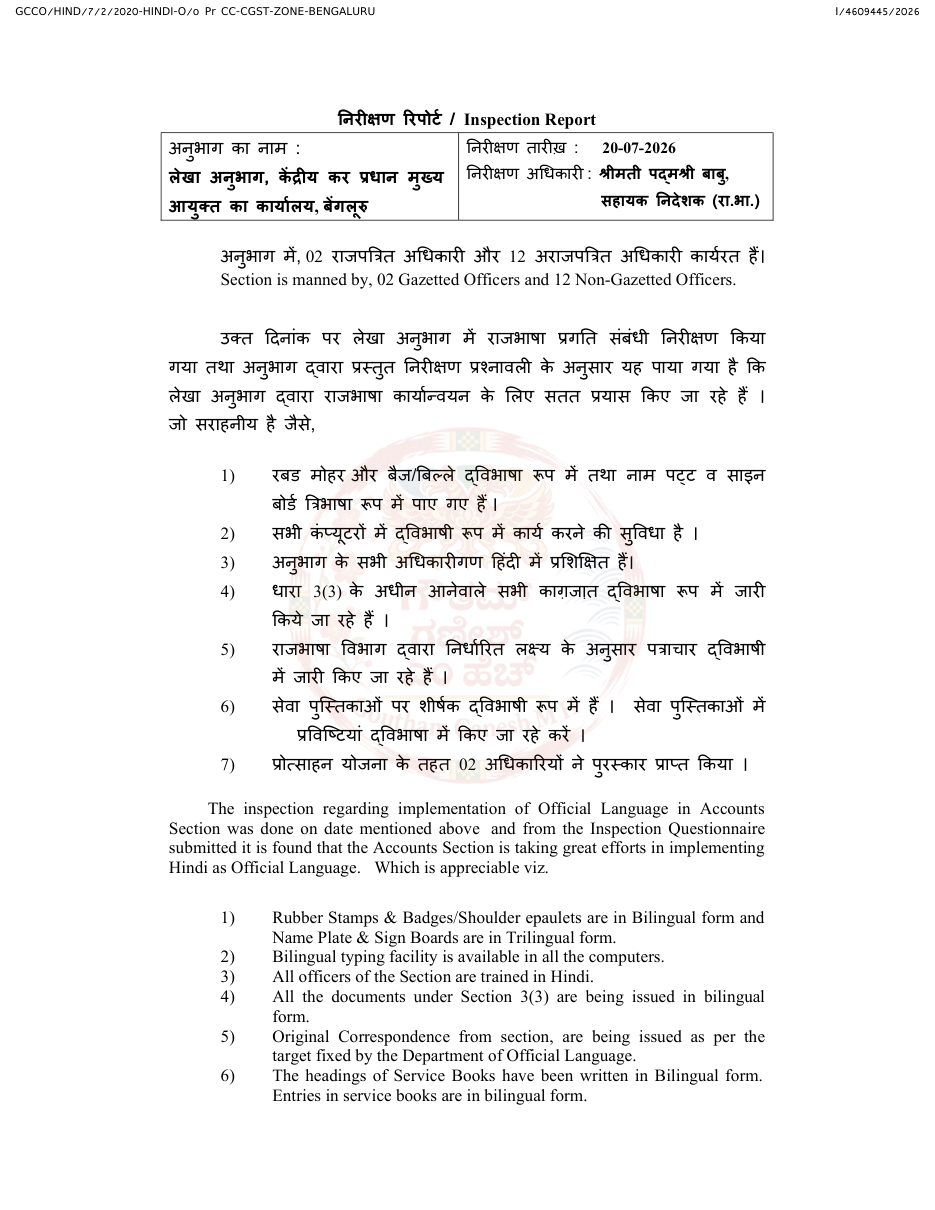 GCCO/HIND/7/2/2020-HINDI-O/o Pr CC-CGST-ZONE-BENGALURU
I/4609445/2026
निरीक्षण रिपोर्ट / Inspection Report
अनुभाग का नाम :
लेखा अनुभाग, केंद्रीय कर प्रधान मुख्य
आयुक्त का कार्यालय, बेंगलूरु
निरीक्षण तारीख़ : 20-07-2026
निरीक्षण अधिकारी : श्रीमती पद्मश्री बाबु,
सहायक निदेशक (रा.भा.)
अनुभाग में, 02 राजपत्रित अधिकारी और 12 अराजपत्रित अधिकारी कार्यरत हैं।
Section is manned by, 02 Gazetted Officers and 12 Non-Gazetted Officers.
उक्त दिनांक पर लेखा अनुभाग में राजभाषा प्रगति संबंधी निरीक्षण किया
गया तथा अनुभाग द्वारा प्रस्तुत निरीक्षण प्रश्नावली के अनुसार यह पाया गया है कि
लेखा अनुभाग द्वारा राजभाषा कार्यान्वयन के लिए सतत प्रयास किए जा रहे हैं ।
जो सराहनीय है जैसे,
1) रबड मोहर और बैज/बिल्ले द्विभाषा रूप में तथा नाम पट्ट व साइन
बोर्ड त्रिभाषा रूप में पाए गए हैं ।
2) सभी कंप्यूटरों में द्विभाषी रूप में कार्य करने की सुविधा है ।
3) अनुभाग के सभी अधिकारीगण हिंदी में प्रशिक्षित हैं।
4) धारा 3(3) के अधीन आनेवाले सभी काग़जात द्विभाषा रूप में जारी
किये जा रहे हैं ।
5) राजभाषा विभाग द्वारा निर्धारित लक्ष्य के अनुसार पत्राचार द्विभाषी
में जारी किए जा रहे हैं ।
6) सेवा पुस्तिकाओं पर शीर्षक द्विभाषी रूप में हैं । सेवा पुस्तिकाओं में
प्रविष्टियां द्विभाषा में किए जा रहे करें ।
7) प्रोत्साहन योजना के तहत 02 अधिकारियों ने पुरस्कार प्राप्त किया ।
ಗೌತಮ್
ಗಣೇಶ್
ಎಂ ಹೆಚ್
Goutham Ganesh M H
The inspection regarding implementation of Official Language in Accounts
Section was done on date mentioned above and from the Inspection Questionnaire
submitted it is found that the Accounts Section is taking great efforts in implementing
Hindi as Official Language. Which is appreciable viz.
1) Rubber Stamps & Badges/Shoulder epaulets are in Bilingual form and
Name Plate & Sign Boards are in Trilingual form.
2) Bilingual typing facility is available in all the computers.
3) All officers of the Section are trained in Hindi.
4) All the documents under Section 3(3) are being issued in bilingual
form.
5) Original Correspondence from section, are being issued as per the
target fixed by the Department of Official Language.
6) The headings of Service Books have been written in Bilingual form.
Entries in service books are in bilingual form.